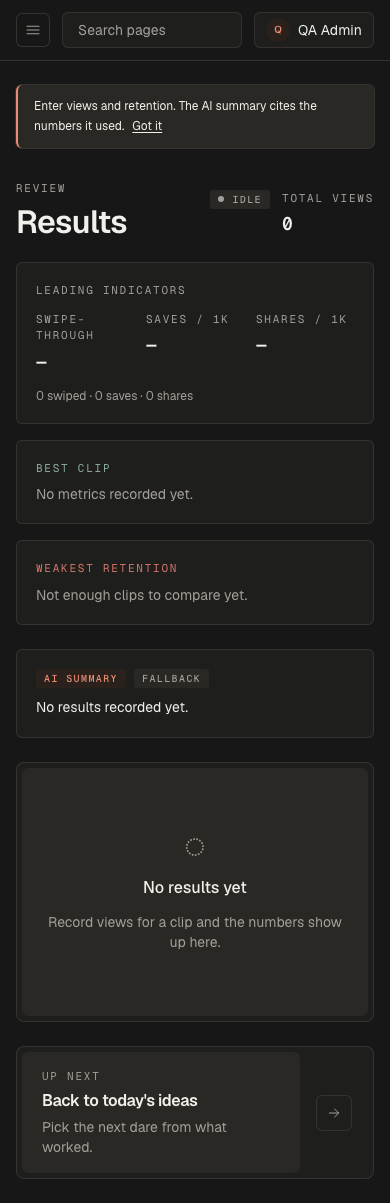 Search pages
Q
QA Admin
Enter views and retention. The AI summary cites the
numbers it used. Got it
REVIEW
Results
IDLE
TOTAL VIEWS
0
LEADING INDICATORS
SWIPE-
THROUGH
–
SAVES / 1K
–
SHARES / 1K
–
0 swiped · 0 saves · 0 shares
BEST CLIP
No metrics recorded yet.
WEAKEST RETENTION
Not enough clips to compare yet.
AI SUMMARY
FALLBACK
No results recorded yet.
No results yet
Record views for a clip and the numbers show
up here.
UP NEXT
Back to today's ideas
Pick the next dare from what
worked.